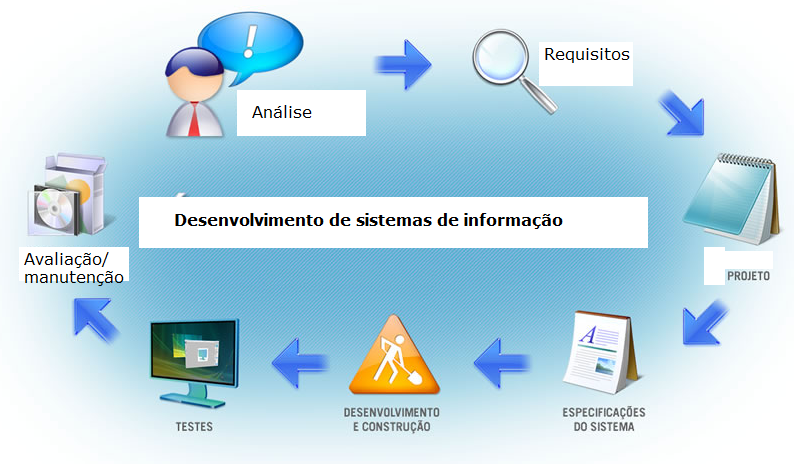 Análise
Requisitos
Desenvolvimento de sistemas de informação
PROJETO
Avaliação/
manutenção
TESTES
DESENVOLVIMENTO
E CONSTRUÇÃO
ESPECIFICAÇÕES
DO SISTEMA